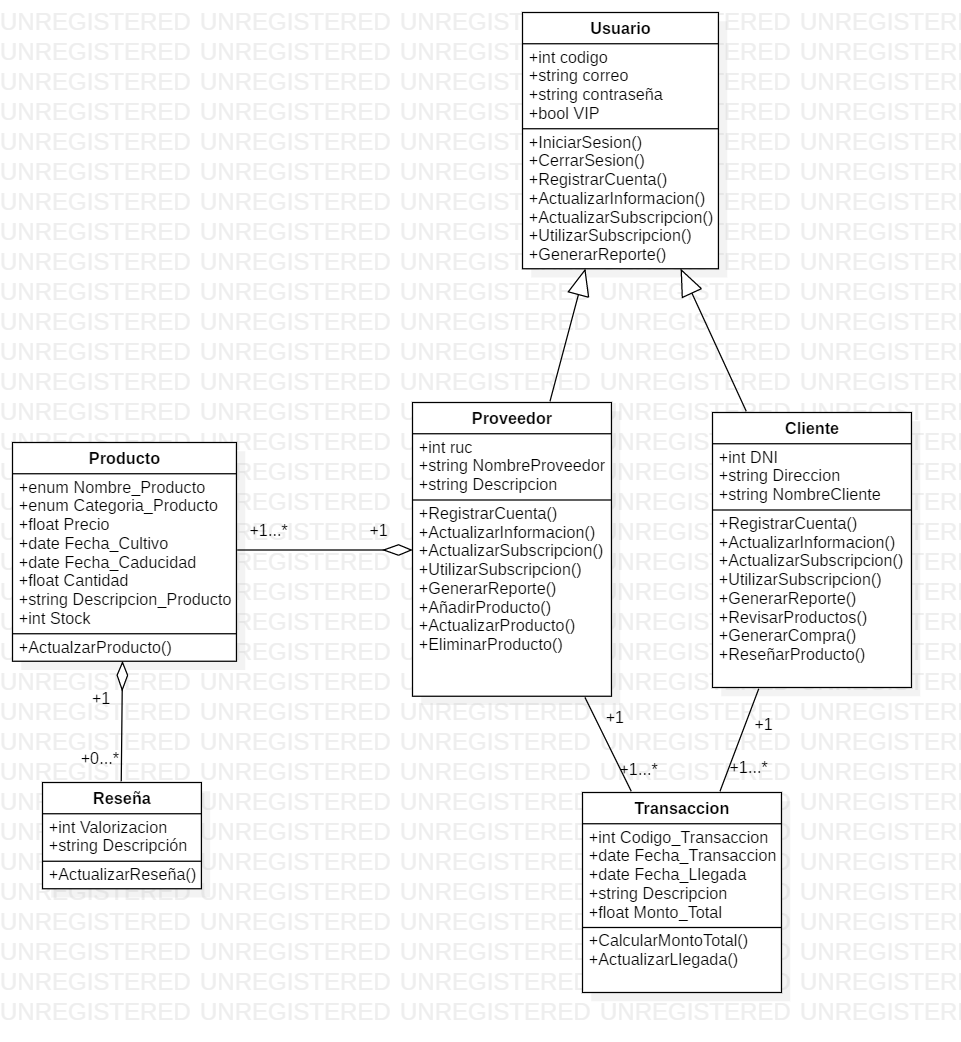 Usuario
+int codigo
+string correo
+string contraseña
+bool VIP
+IniciarSesion()
+CerrarSesion()
+RegistrarCuenta()
+ActualizarInformacion()
+ActualizarSubscripcion()
+UtilizarSubscripcion()
+GenerarReporte()
Proveedor
+int ruc
+string NombreProveedor
+string Descripcion
+RegistrarCuenta()
+ActualizarInformacion()
+ActualizarSubscripcion()
+UtilizarSubscripcion()
+GenerarReporte()
+AñadirProducto()
+ActualizarProducto()
+EliminarProducto()
Cliente
+int DNI
+string Direccion
+string NombreCliente
+RegistrarCuenta()
+ActualizarInformacion()
+ActualizarSubscripcion()
+UtilizarSubscripcion()
+GenerarReporte()
+RevisarProductos()
+GenerarCompra()
+ReseñarProducto()
Producto
+enum Nombre_Producto
+enum Categoria_Producto
+float Precio
+date Fecha_Cultivo
+date Fecha_Caducidad
+float Cantidad
+string Descripcion_Producto
+int Stock
+ActualzarProducto()
+1...*
+1
+1
+0...*
Reseña
+int Valorizacion
+string Descripción
+ActualizarReseña()
+1
+1...*
+1
+1...*
Transaccion
+int Codigo_Transaccion
+date Fecha_Transaccion
+date Fecha_Llegada
+string Descripcion
+float Monto_Total
+CalcularMontoTotal()
+ActualizarLlegada()
UNREGISTERED